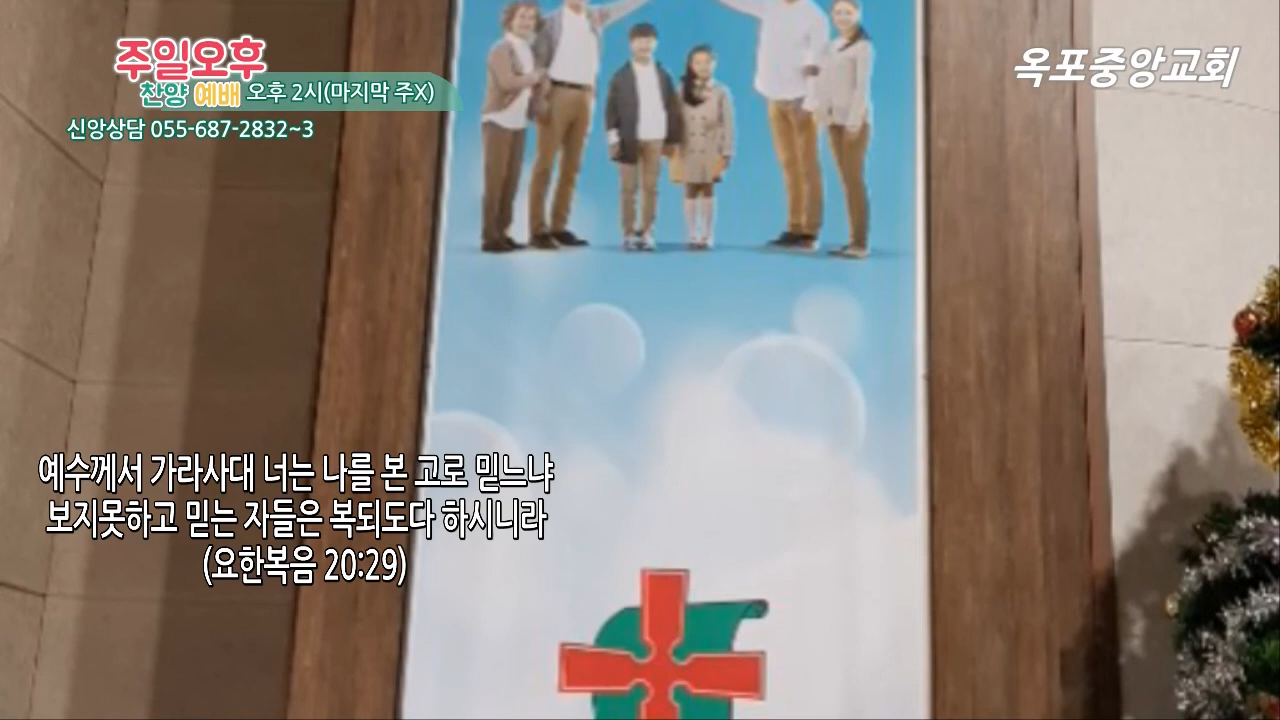 주일오후
찬양 예배 오후 2시(마지막 주X)
신앙상담 055-687-2832~3
옥포중앙교회
예수께서 가라사대 너는 나를 본 고로 믿느냐
보지못하고 믿는 자들은 복되도다 하시니라
(요한복음 20:29)